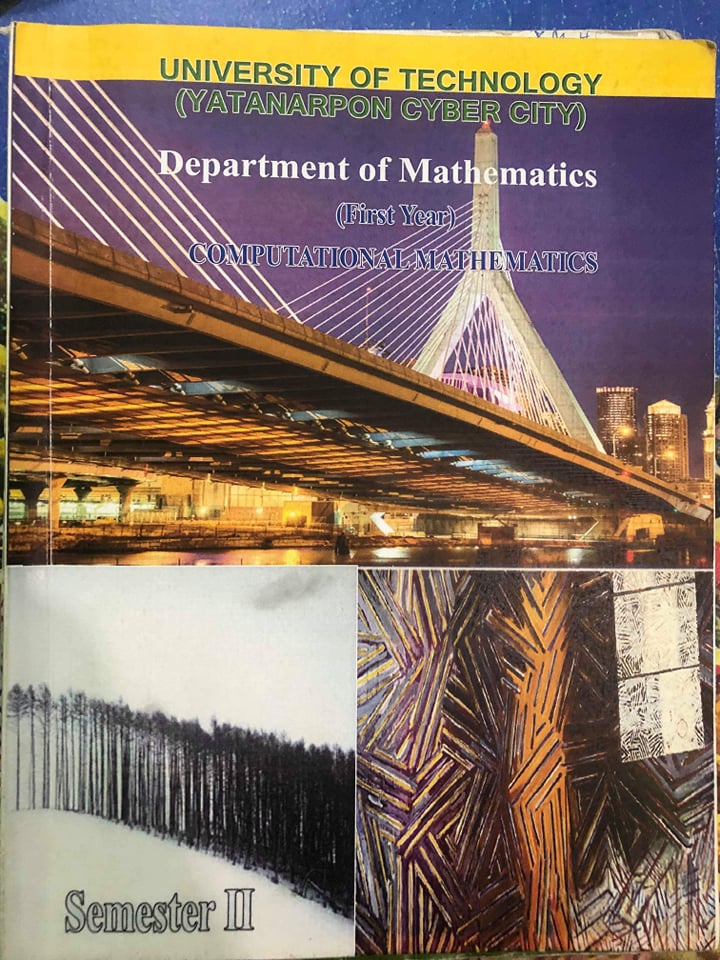 UNIVERSITY OF TECHNOLOGY
(YATANARPON CYBER CITY)
Department of Mathematics
(First Year)
COMPUTATIONAL MATHEMATICS
Semester II